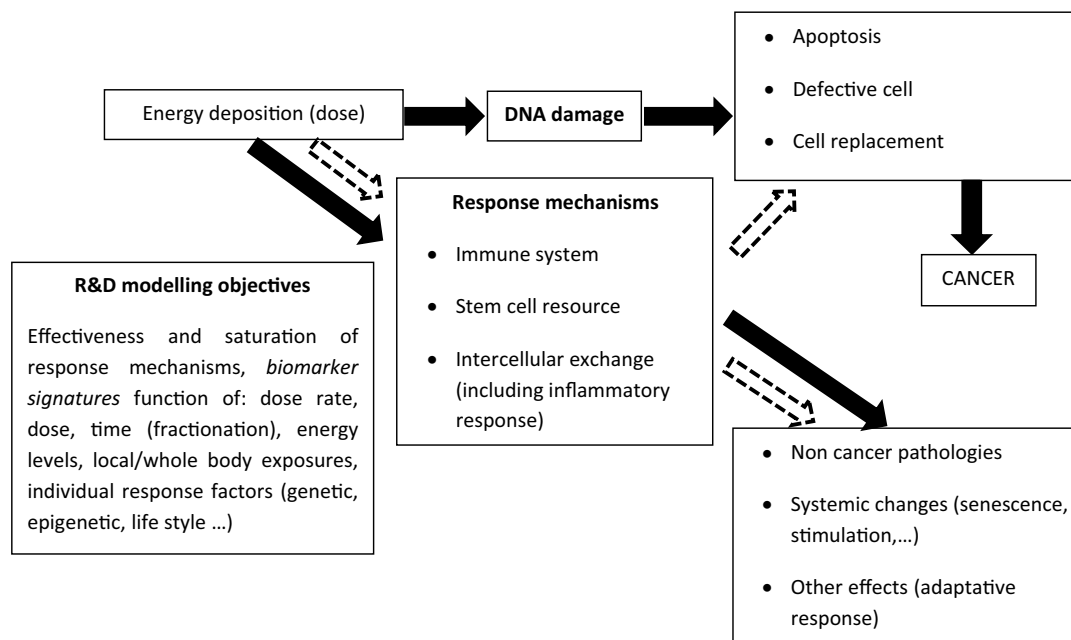 Energy deposition (dose)
DNA damage
• Apoptosis
• Defective cell
• Cell replacement
CANCER
Response mechanisms
• Immune system
• Stem cell resource
• Intercellular exchange
(including inflammatory
response)
R&D modelling objectives
Effectiveness and saturation of
response mechanisms, biomarker
signatures function of: dose rate,
dose, time (fractionation), energy
levels, local/whole body exposures,
individual response factors (genetic,
epigenetic, life style ...)
• Non cancer pathologies
• Systemic changes (senescence,
stimulation,...)
• Other effects (adaptative
response)